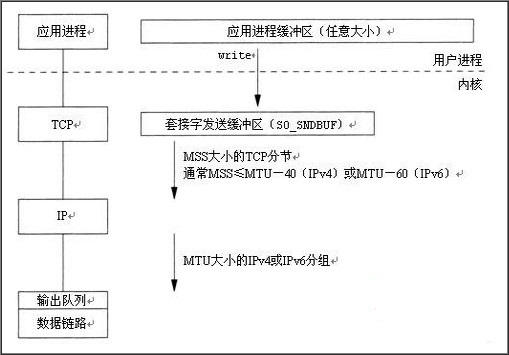 应用进程
应用进程缓冲区（任意大小）
write
用户进程
内核
TCP
套接字发送缓冲区（SO_SNDBUF）
MSS大小的TCP分节
通常MSS≤MTU－40（IPv4）或MTU－60（IPv6）
IP
MTU大小的IPv4或IPv6分组
输出队列
数据链路